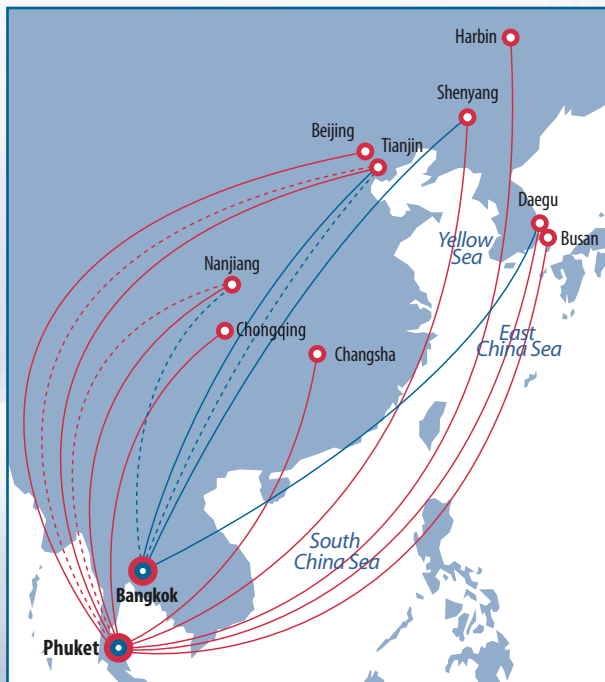 Harbin
Shenyang
Beijing
Tianjin
Daegu
Busan
Yellow
Sea
Nanjiang
Chongqing
East
China Sea
Changsha
South
China Sea
Bangkok
Phuket